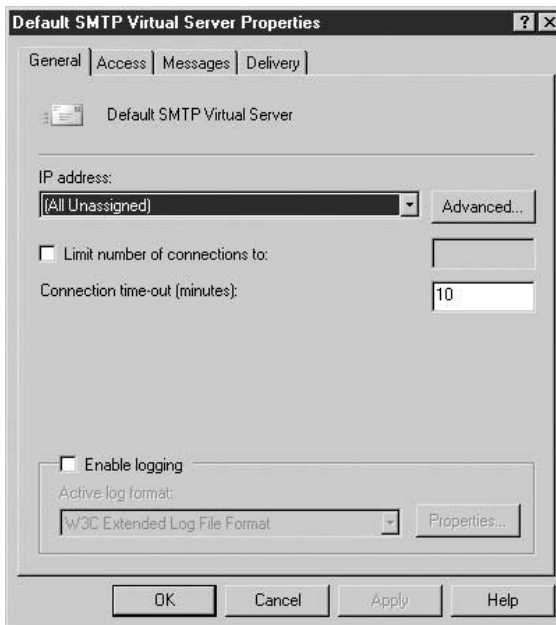 Default SMTP Virtual Server Properties
General Access Messages Delivery
Default SMTP Virtual Server
IP address:
(All Unassigned) Advanced...
Limit number of connections to:
Connection time-out (minutes): 10
Enable logging
Active log format:
W3C Extended Log File Format Properties...
OK Cancel Apply Help